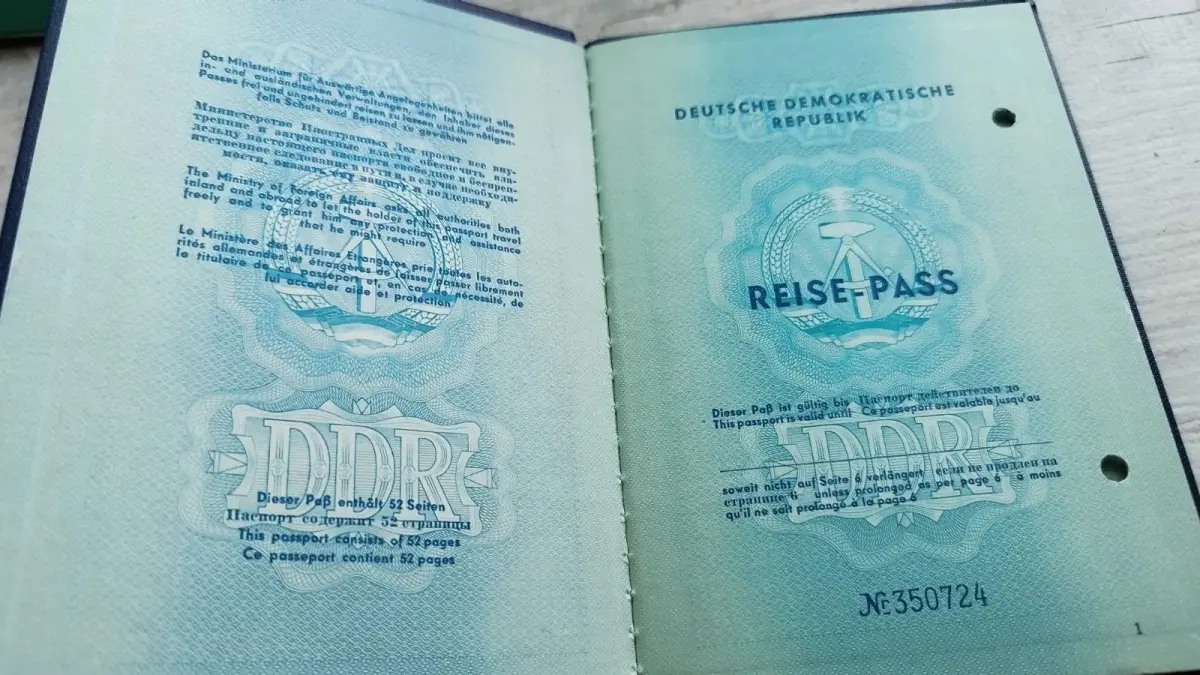 Das Ministerium für Auswärtige Angelegenheiten bittet alle
in- und ausländischen Verwaltungen, den Inhaber dieses
Passes frei und ungehindert reisen zu lassen und ihm nötigen-
falls Schutz und Beistand zu gewähren
Министерство Иностранных Дел просит все вну-
тренние и заграничные власти обеспечить вла-
дельцу настоящего паспорта свободное и беспреп-
ятственное следование в пути и, в случае необходи-
мости, оказать ему защиту и поддержку
The Ministry of Foreign Affairs asks all authorities both
inland and abroad to let the holder of this passport travel
freely and to grant him any protection and assistance
that he might require
Le Ministère des Affaires Etrangères prie toutes les auto-
rités allemandes et étrangères de laisser passer librement
le titulaire de ce passeport et, en cas de nécessité, de
lui accorder aide et protection
DDR
Dieser Paß enthält 52 Seiten
Паспорт содержит 52 страницы
This passport consists of 52 pages
Ce passeport contient 52 pages
DEUTSCHE DEMOKRATISCHE
REPUBLIK
REISE-PASS
Dieser Paß ist gültig bis Паспорт действителен до
This passport is valid until Ce passeport est valable jusqu'au
DDR
soweit nicht auf Seite 6 verlängert если не продлен на
странице 6 unless prolonged as per page 6 à moins
qu'il ne soit prolongé à la page 6
№ 350724
1